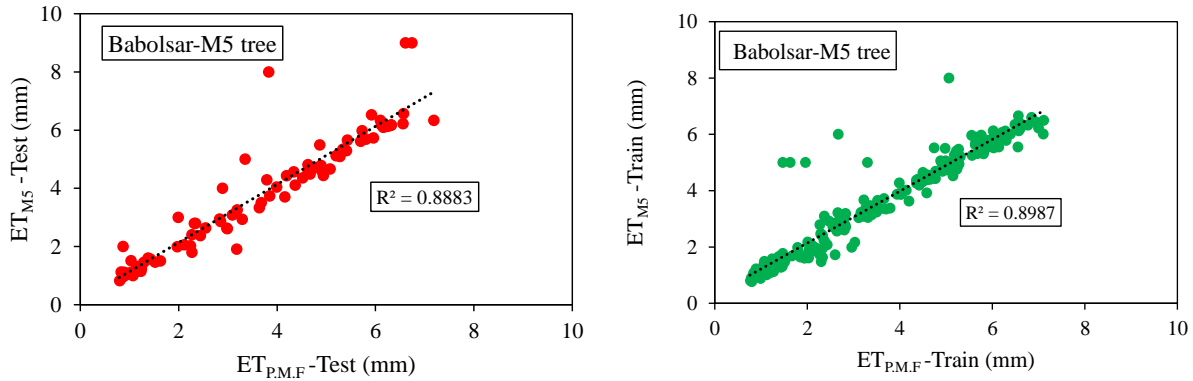 Babolsar-M5 tree
ET_M5 -Test (mm)
10
8
6
4
2
0
R² = 0.8883
0 2 4 6 8 10
ET_P.M.F -Test (mm)
Babolsar-M5 tree
ET_M5 -Train (mm)
10
8
6
4
2
0
R² = 0.8987
0 2 4 6 8 10
ET_P.M.F -Train (mm)